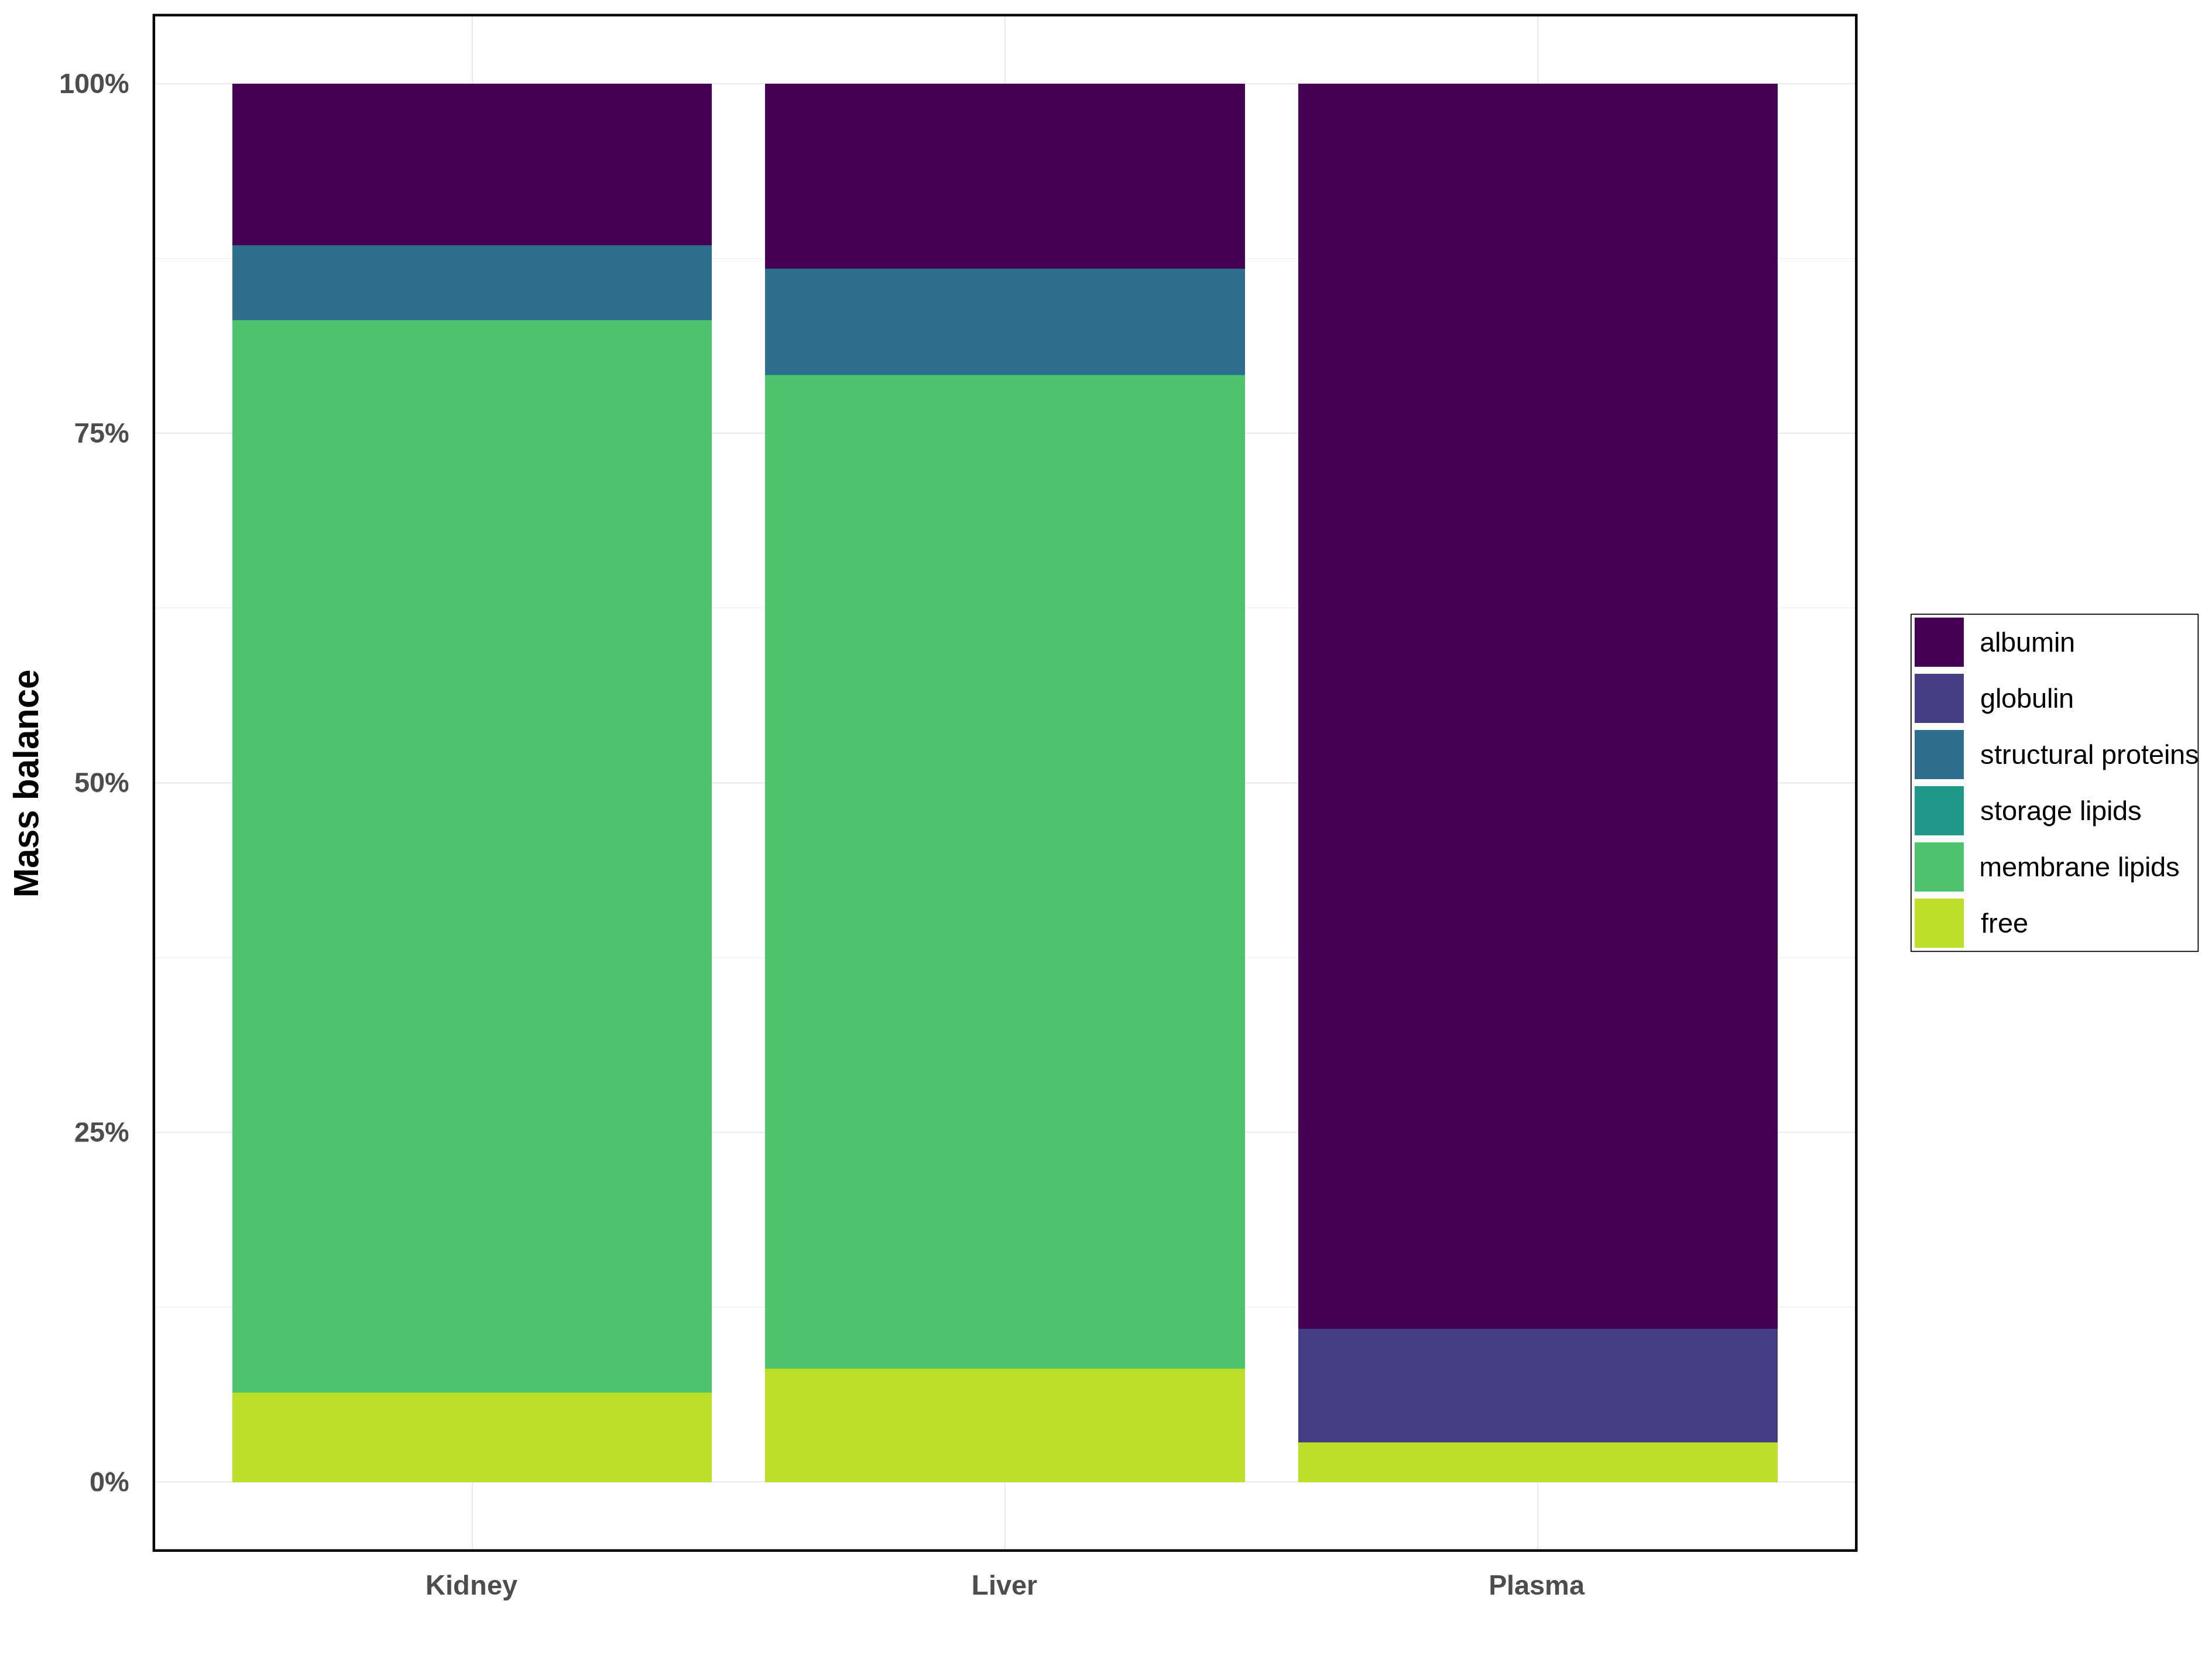 Mass balance
100%
75%
50%
25%
0%
Kidney
Liver
Plasma
albumin
globulin
structural proteins
storage lipids
membrane lipids
free